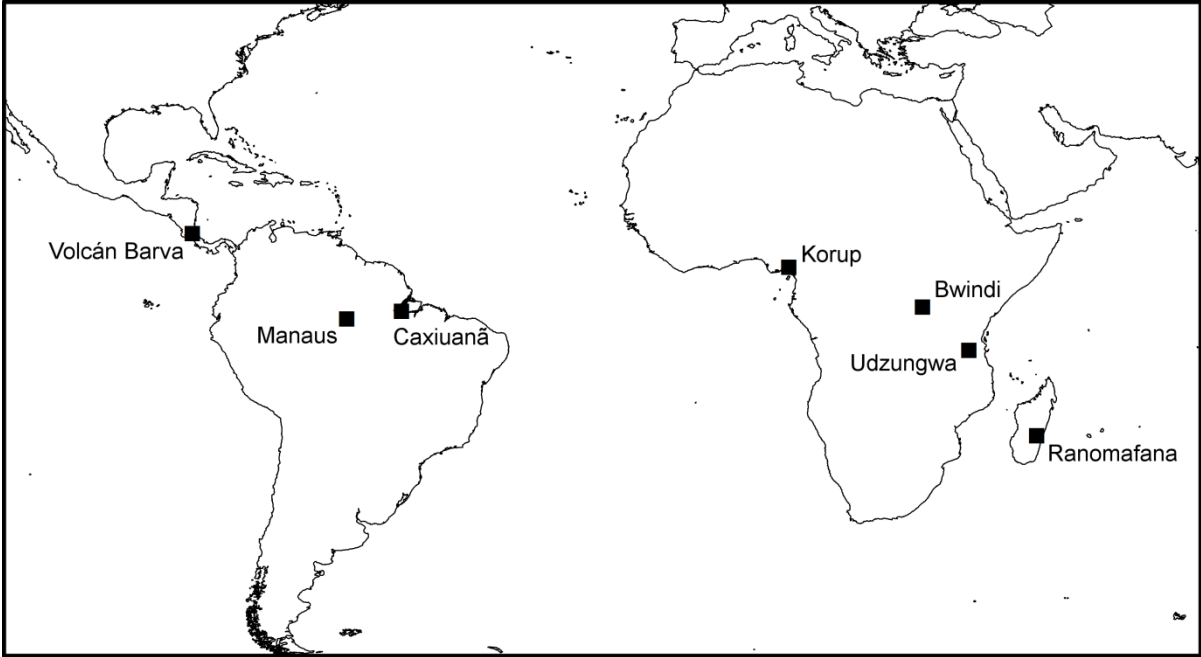 Volcán Barva
Manaus
Caxiuanã
Korup
Bwindi
Udzungwa
Ranomafana